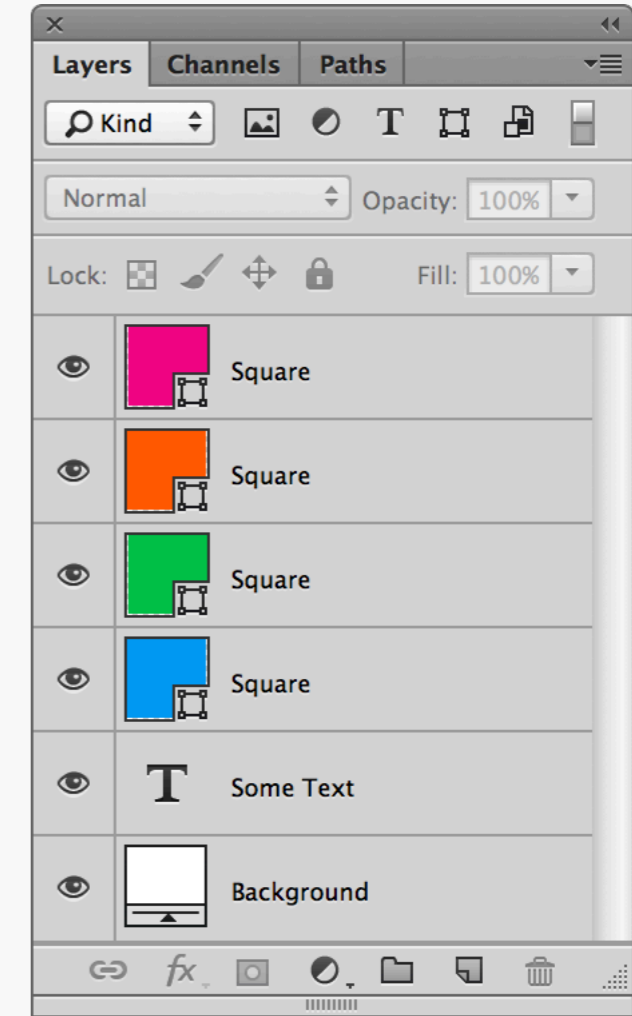 Layers Channels Paths
Kind T
Normal Opacity: 100%
Lock: Fill: 100%
Square
Square
Square
Square
T Some Text
Background
fx